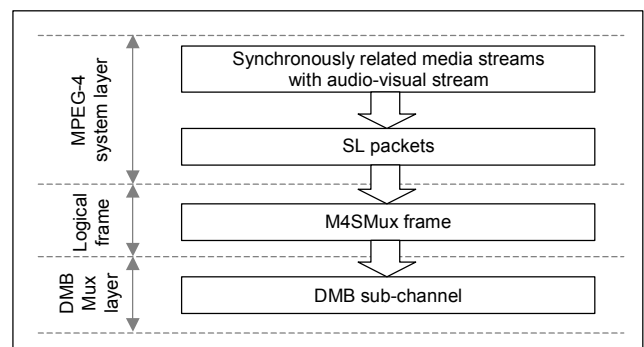 MPEG-4
system layer
Synchronously related media streams
with audio-visual stream
SL packets
Logical
frame
M4SMux frame
DMB
Mux
layer
DMB sub-channel